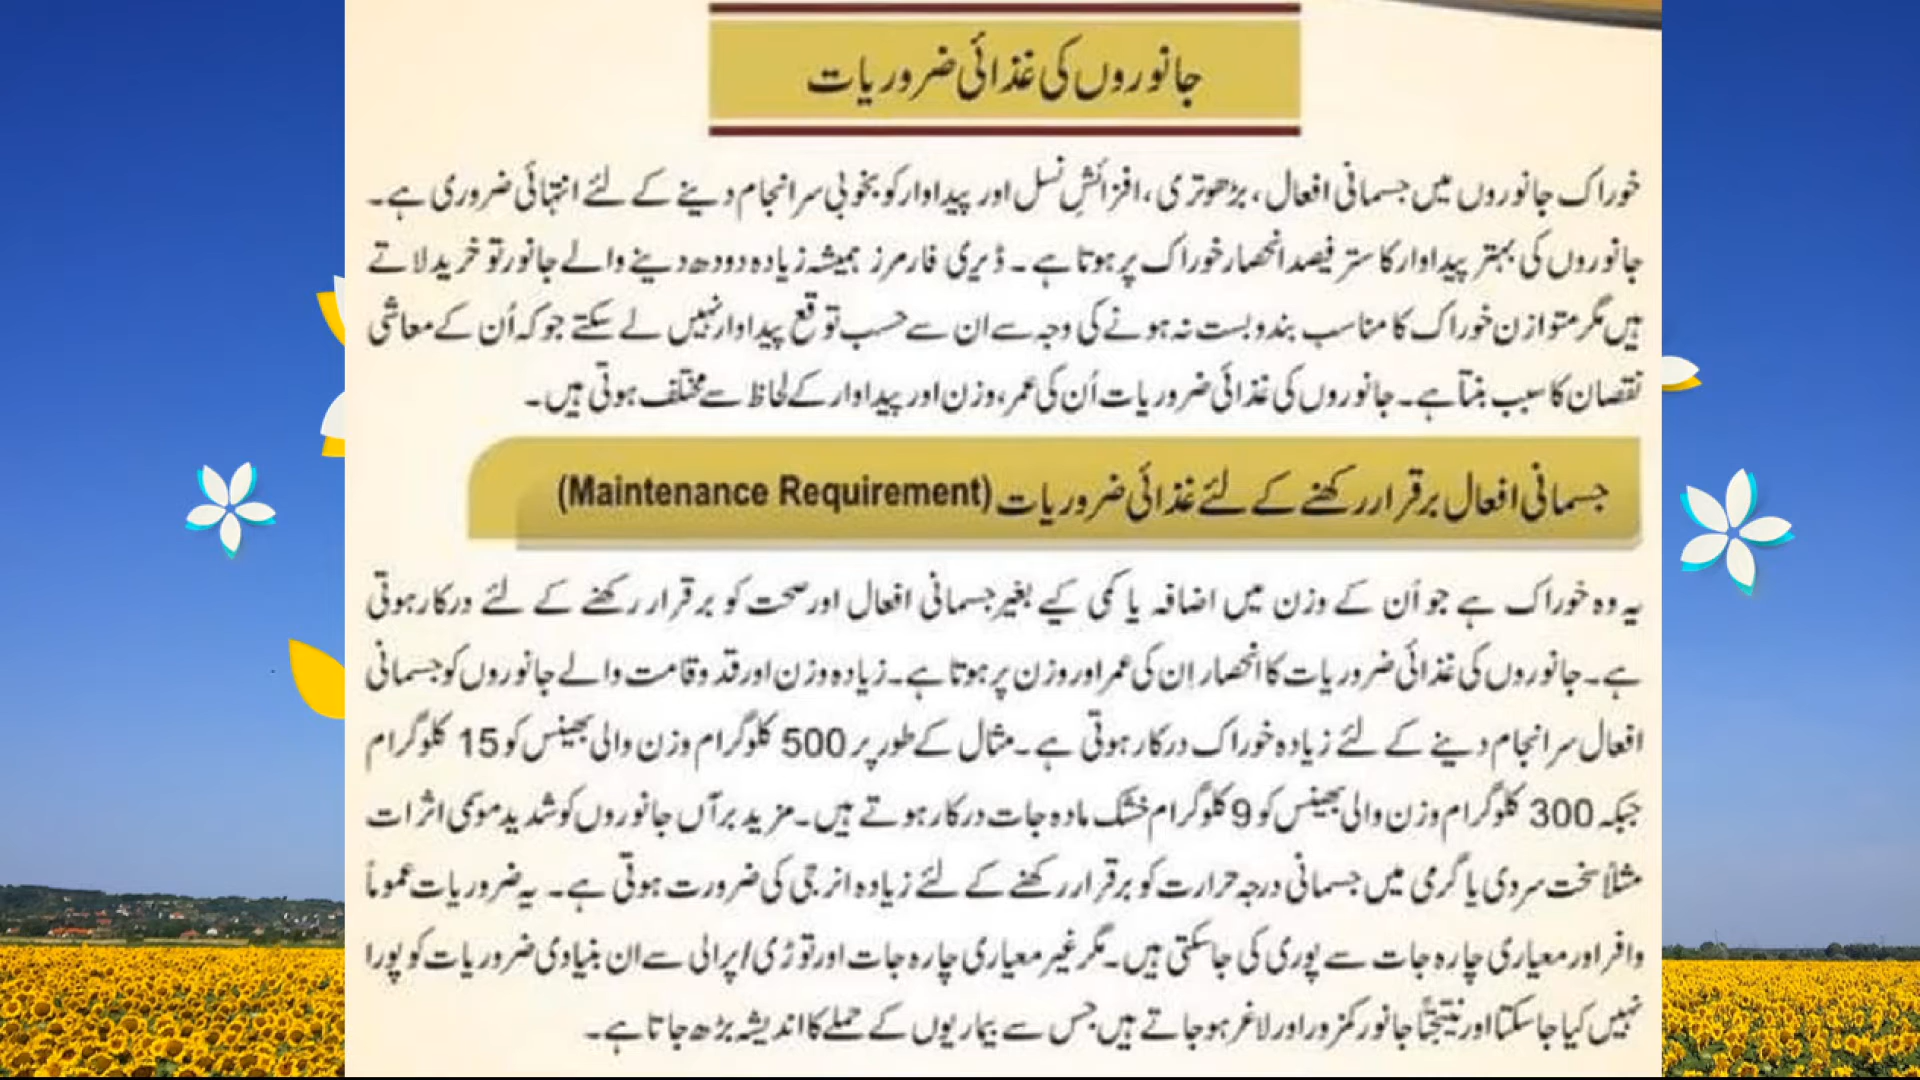 جانوروں کی غذائی ضروریات
خوراک جانوروں میں جسمانی افعال، بڑھوتری، افزائشِ نسل اور پیداوار کو بخوبی سرانجام دینے کے لئے انتہائی ضروری ہے۔
جانوروں کی بہتر پیداوار کا ستر فیصد انحصار خوراک پر ہوتا ہے۔ ڈیری فارمرز ہمیشہ زیادہ دودھ دینے والے جانور تو خرید لاتے
ہیں مگر متوازن خوراک کا مناسب بندوبست نہ ہونے کی وجہ سے ان سے حسب توقع پیداوار نہیں لے سکتے جو کہ اُن کے معاشی
نقصان کا سبب بنتا ہے۔ جانوروں کی غذائی ضروریات اُن کی عمر، وزن اور پیداوار کے لحاظ سے مختلف ہوتی ہیں۔
جسمانی افعال برقرار رکھنے کے لئے غذائی ضروریات (Maintenance Requirement)
یہ وہ خوراک ہے جو اُن کے وزن میں اضافہ یا کمی کیے بغیر جسمانی افعال اور صحت کو برقرار رکھنے کے لئے درکار ہوتی
ہے۔ جانوروں کی غذائی ضروریات کا انحصار اِن کی عمر اور وزن پر ہوتا ہے۔ زیادہ وزن اور قد و قامت والے جانوروں کو جسمانی
افعال سرانجام دینے کے لئے زیادہ خوراک درکار ہوتی ہے۔ مثال کے طور پر 500 کلوگرام وزن والی بھینس کو 15 کلوگرام
جبکہ 300 کلوگرام وزن والی بھینس کو 9 کلوگرام خشک مادہ جات درکار ہوتے ہیں۔ مزید برآں جانوروں کو شدید موسمی اثرات
مثلاً سخت سردی یا گرمی میں جسمانی درجہ حرارت کو برقرار رکھنے کے لئے زیادہ انرجی کی ضرورت ہوتی ہے۔ یہ ضروریات عموماً
وافر اور معیاری چارہ جات سے پوری کی جاسکتی ہیں۔ مگر غیر معیاری چارہ جات اور توڑی/پرالی سے ان بنیادی ضروریات کو پورا
نہیں کیا جا سکتا اور نتیجتاً جانور کمزور اور لاغر ہو جاتے ہیں جس سے بیماریوں کے حملے کا اندیشہ بڑھ جاتا ہے۔